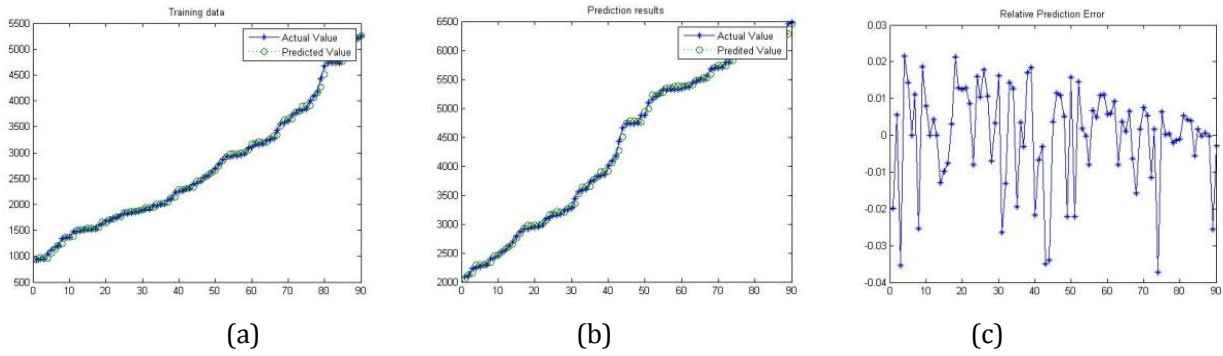 Training data
5500
5000
4500
4000
3500
3000
2500
2000
1500
1000
500
0 10 20 30 40 50 60 70 80 90
Actual Value
Predicted Value
(a)
Prediction results
6500
6000
5500
5000
4500
4000
3500
3000
2500
2000
0 10 20 30 40 50 60 70 80 90
Actual Value
Predited Value
(b)
Relative Prediction Error
0.03
0.02
0.01
0
-0.01
-0.02
-0.03
-0.04
0 10 20 30 40 50 60 70 80 90
(c)